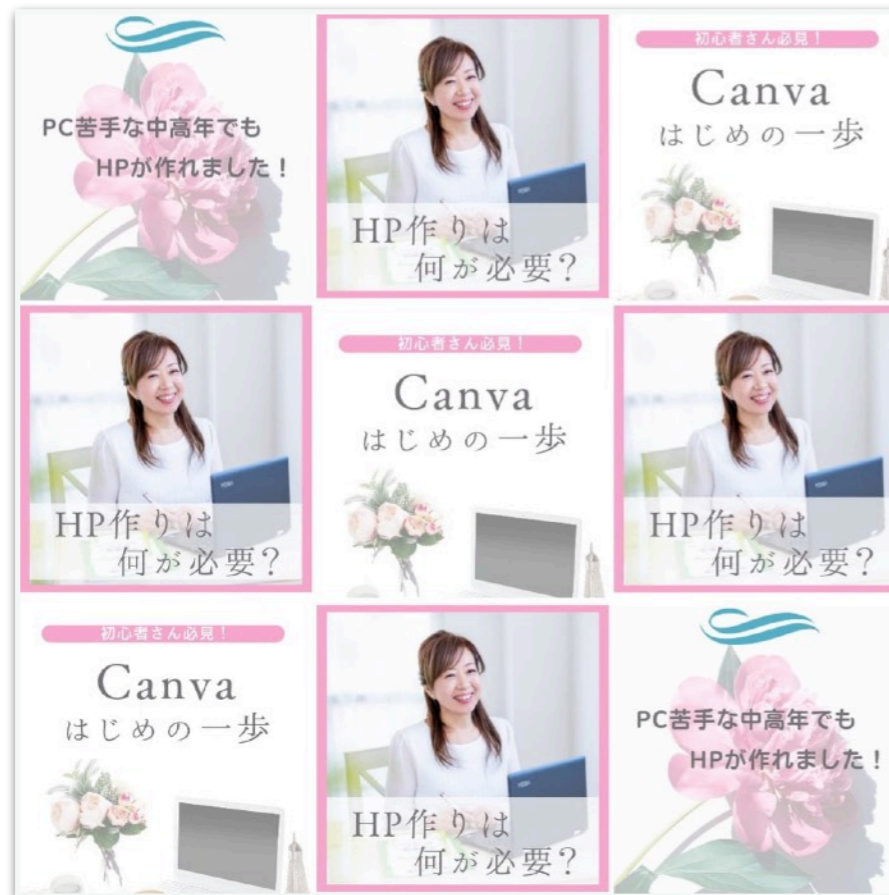 PC苦手な中高年でも
HPが作れました！
HP作りは
何が必要？
初心者さん必見！
Canva
はじめの一歩
HP作りは
何が必要？
初心者さん必見！
Canva
はじめの一歩
HP作りは
何が必要？
初心者さん必見！
Canva
はじめの一歩
HP作りは
何が必要？
PC苦手な中高年でも
HPが作れました！